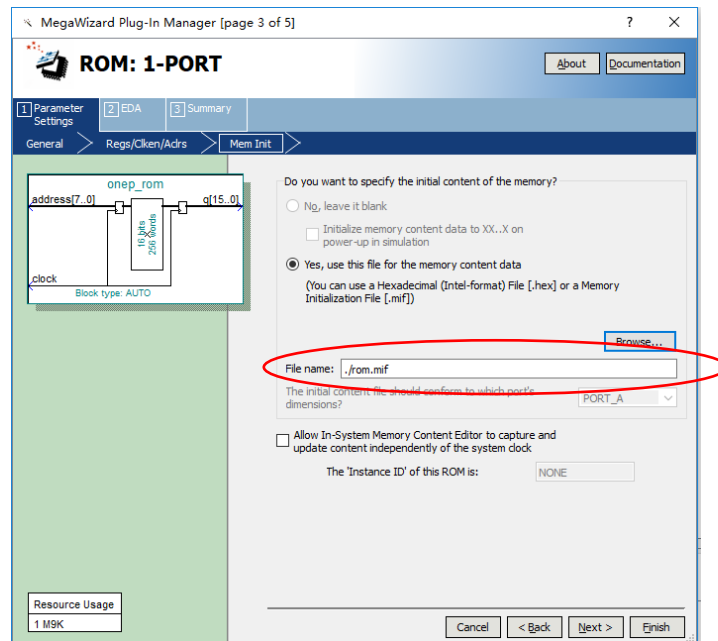 MegaWizard Plug-In Manager [page 3 of 5]
? ×
ROM: 1-PORT
About
Documentation
1 Parameter Settings
2 EDA
3 Summary
General
Regs/Clken/Aclrs
Mem Init
onep_rom
address[7..0]
q[15..0]
16 bits
256 words
clock
Block type: AUTO
Do you want to specify the initial content of the memory?
No, leave it blank
Initialize memory content data to XX..X on
power-up in simulation
Yes, use this file for the memory content data
(You can use a Hexadecimal (Intel-format) File [.hex] or a Memory
Initialization File [.mif])
Browse...
File name: ./rom.mif
The initial content file should conform to which port's
dimensions?
PORT_A
Allow In-System Memory Content Editor to capture and
update content independently of the system clock
The 'Instance ID' of this ROM is:
NONE
Resource Usage
1 M9K
Cancel
< Back
Next >
Finish